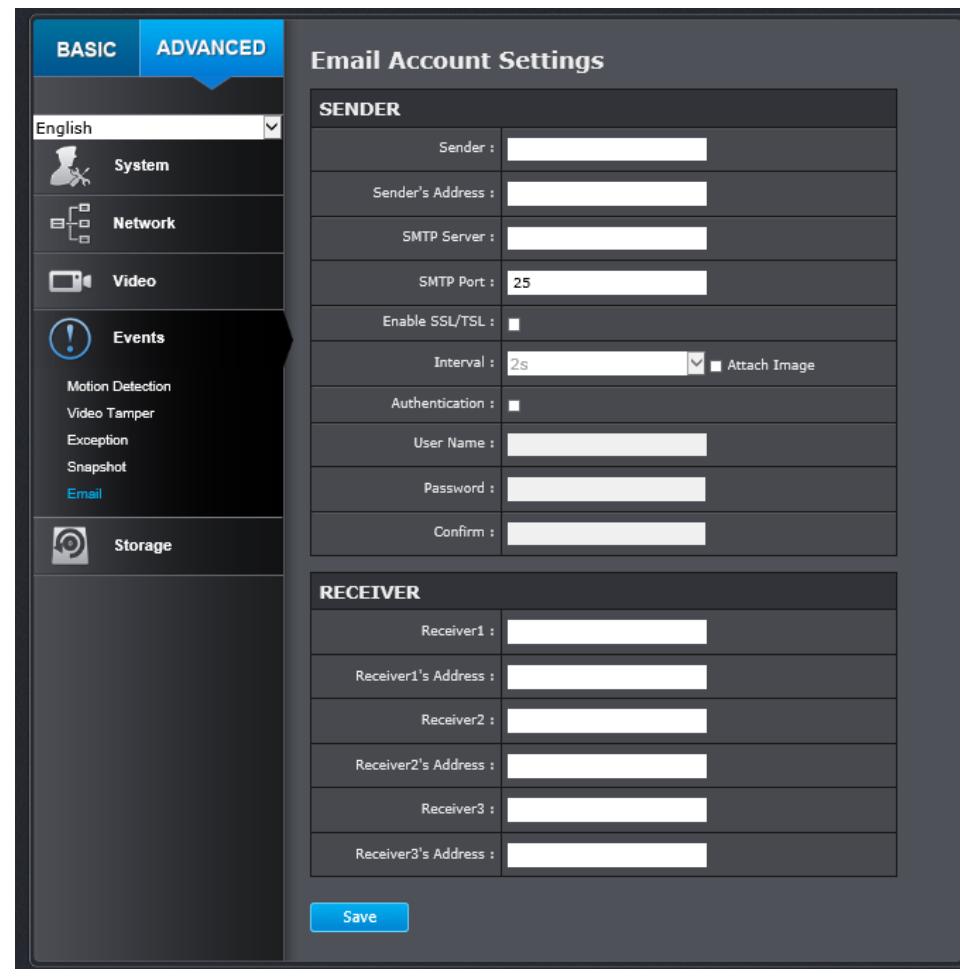 BASIC ADVANCED
English
System
Network
Video
Events
Motion Detection
Video Tamper
Exception
Snapshot
Email
Storage
Email Account Settings
SENDER
Sender :
Sender's Address :
SMTP Server :
SMTP Port : 25
Enable SSL/TSL :
Interval : 2s Attach Image
Authentication :
User Name :
Password :
Confirm :
RECEIVER
Receiver1 :
Receiver1's Address :
Receiver2 :
Receiver2's Address :
Receiver3 :
Receiver3's Address :
Save